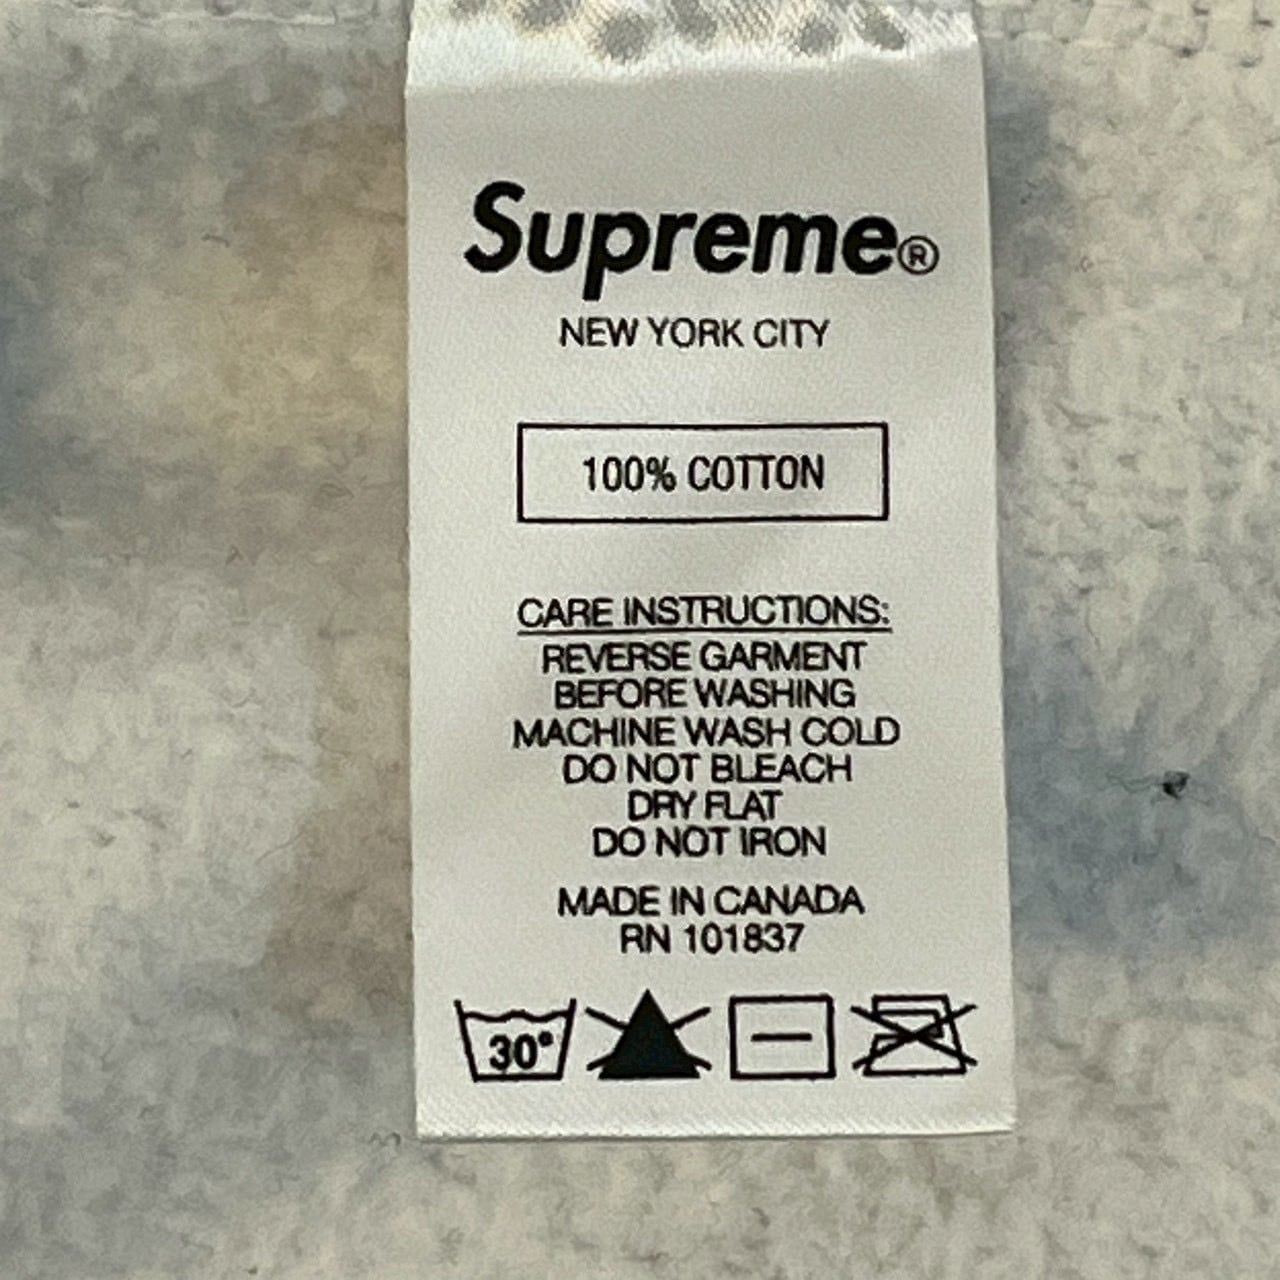 Supreme®
NEW YORK CITY
100% COTTON
CARE INSTRUCTIONS:
REVERSE GARMENT
BEFORE WASHING
MACHINE WASH COLD
DO NOT BLEACH
DRY FLAT
DO NOT IRON
MADE IN CANADA
RN 101837
30°